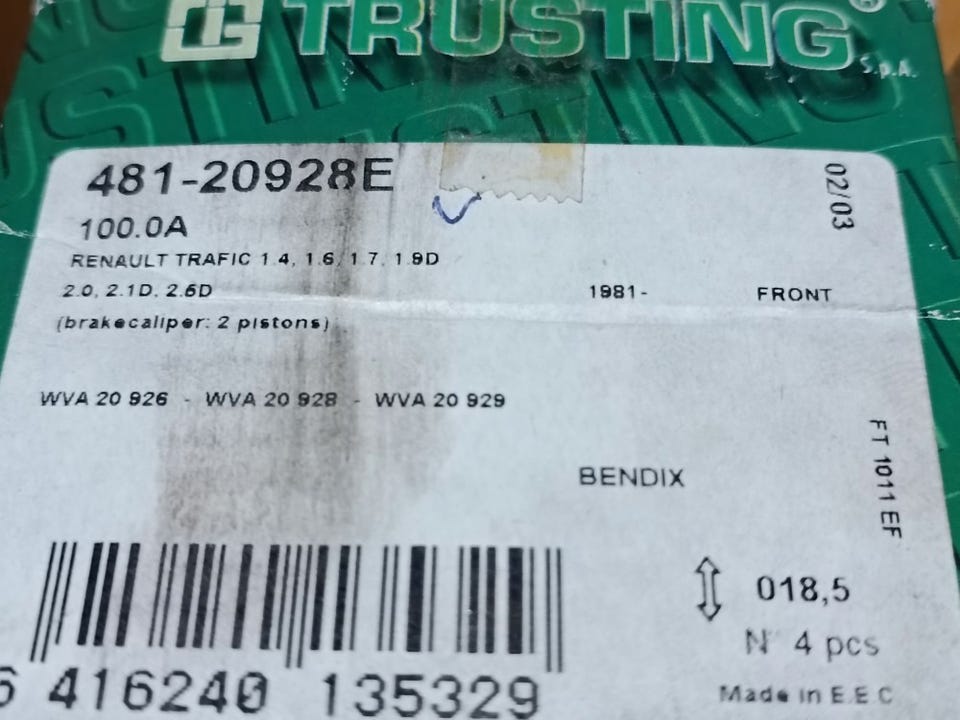 TRUSTING®
S.p.A.
481-20928E
02/03
100.0A
RENAULT TRAFIC 1.4, 1.6, 1.7, 1.9D
2.0, 2.1D, 2.6D
1981-
FRONT
(brakecaliper: 2 pistons)
WVA 20 926 - WVA 20 928 - WVA 20 929
FT 1011 EF
BENDIX
018,5
N 4 pcs
Made in E.E.C
6 416240 135329